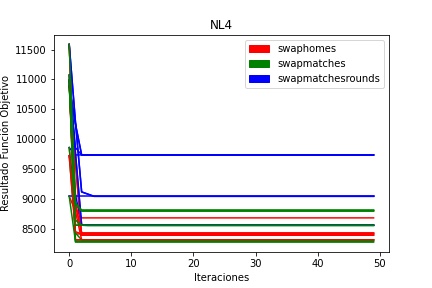 NL4
Resultado Función Objetivo
11500
11000
10500
10000
9500
9000
8500
swaphomes
swapmatches
swapmatchesrounds
0
10
20
30
40
50
Iteraciones